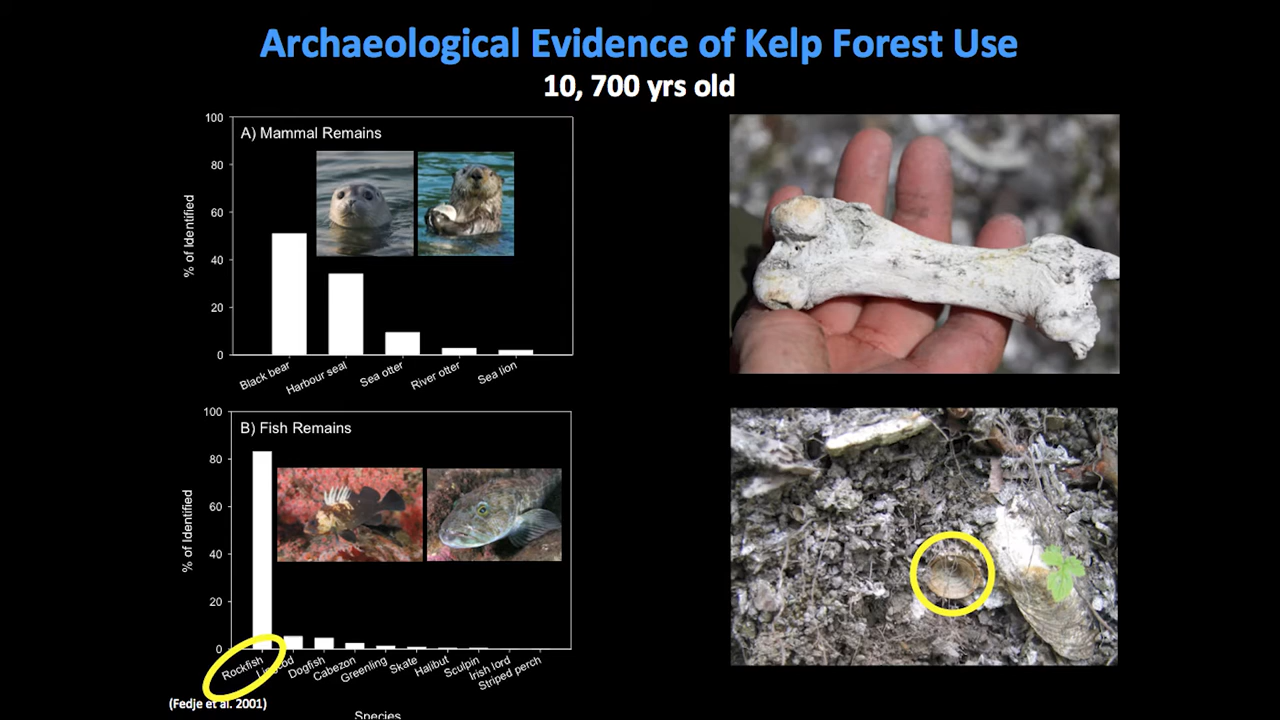 Archaeological Evidence of Kelp Forest Use
10, 700 yrs old
A) Mammal Remains
100
80
60
40
20
0
% of Identified
Black bear
Harbour seal
Sea otter
River otter
Sea lion
B) Fish Remains
100
80
60
40
20
0
% of Identified
Rockfish
Lingcod
Dogfish
Cabezon
Greenling
Skate
Halibut
Sculpin
Irish lord
Striped perch
Species
(Fedje et al. 2001)